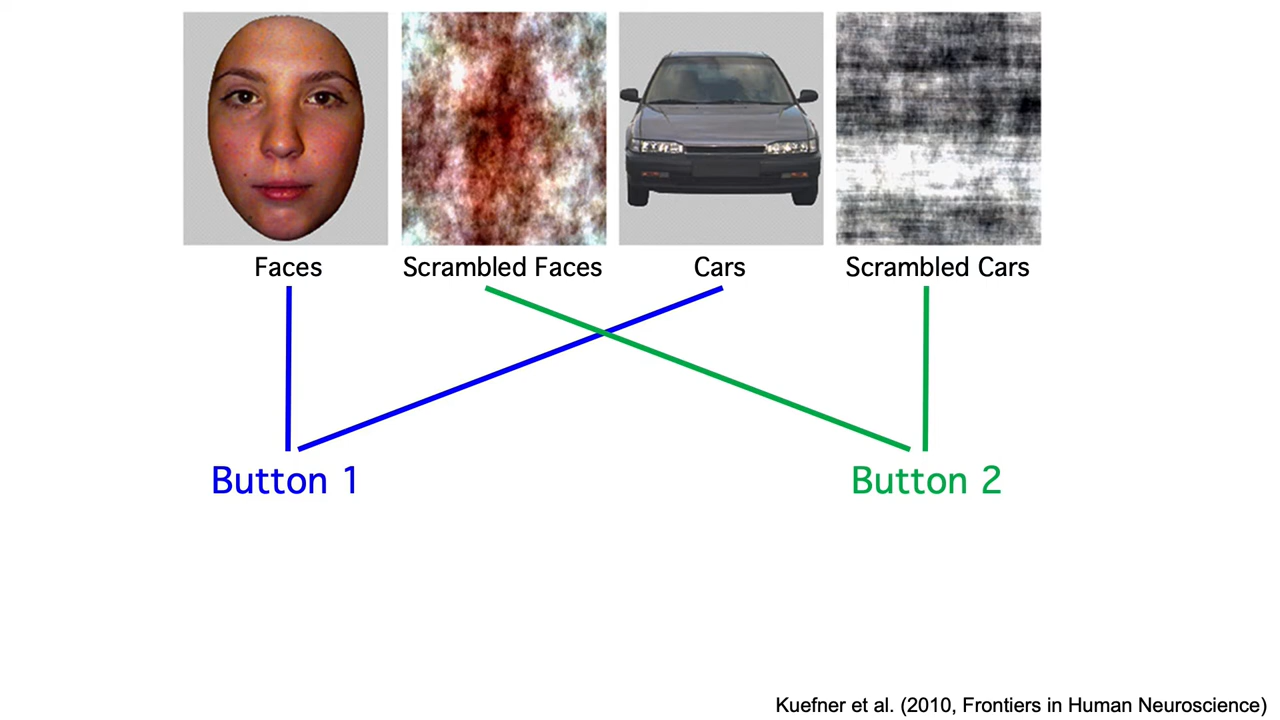 Faces
Scrambled Faces
Cars
Scrambled Cars
Button 1
Button 2
Kuefner et al. (2010, Frontiers in Human Neuroscience)